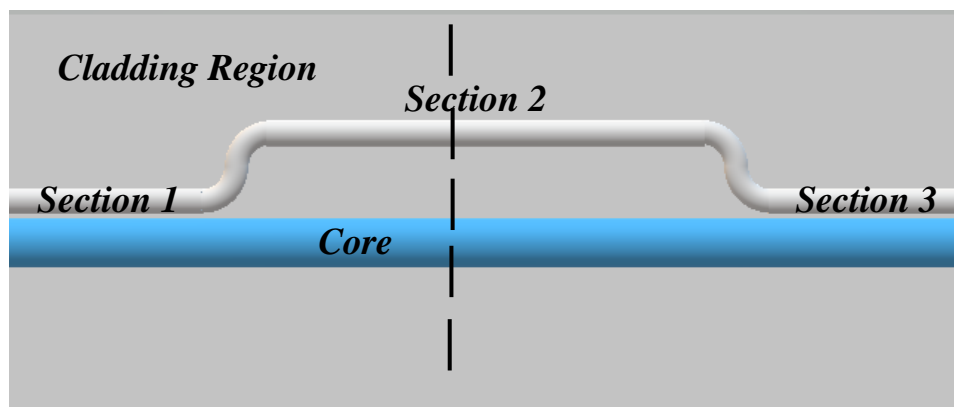 Cladding Region
Section 2
Section 1
Section 3
Core